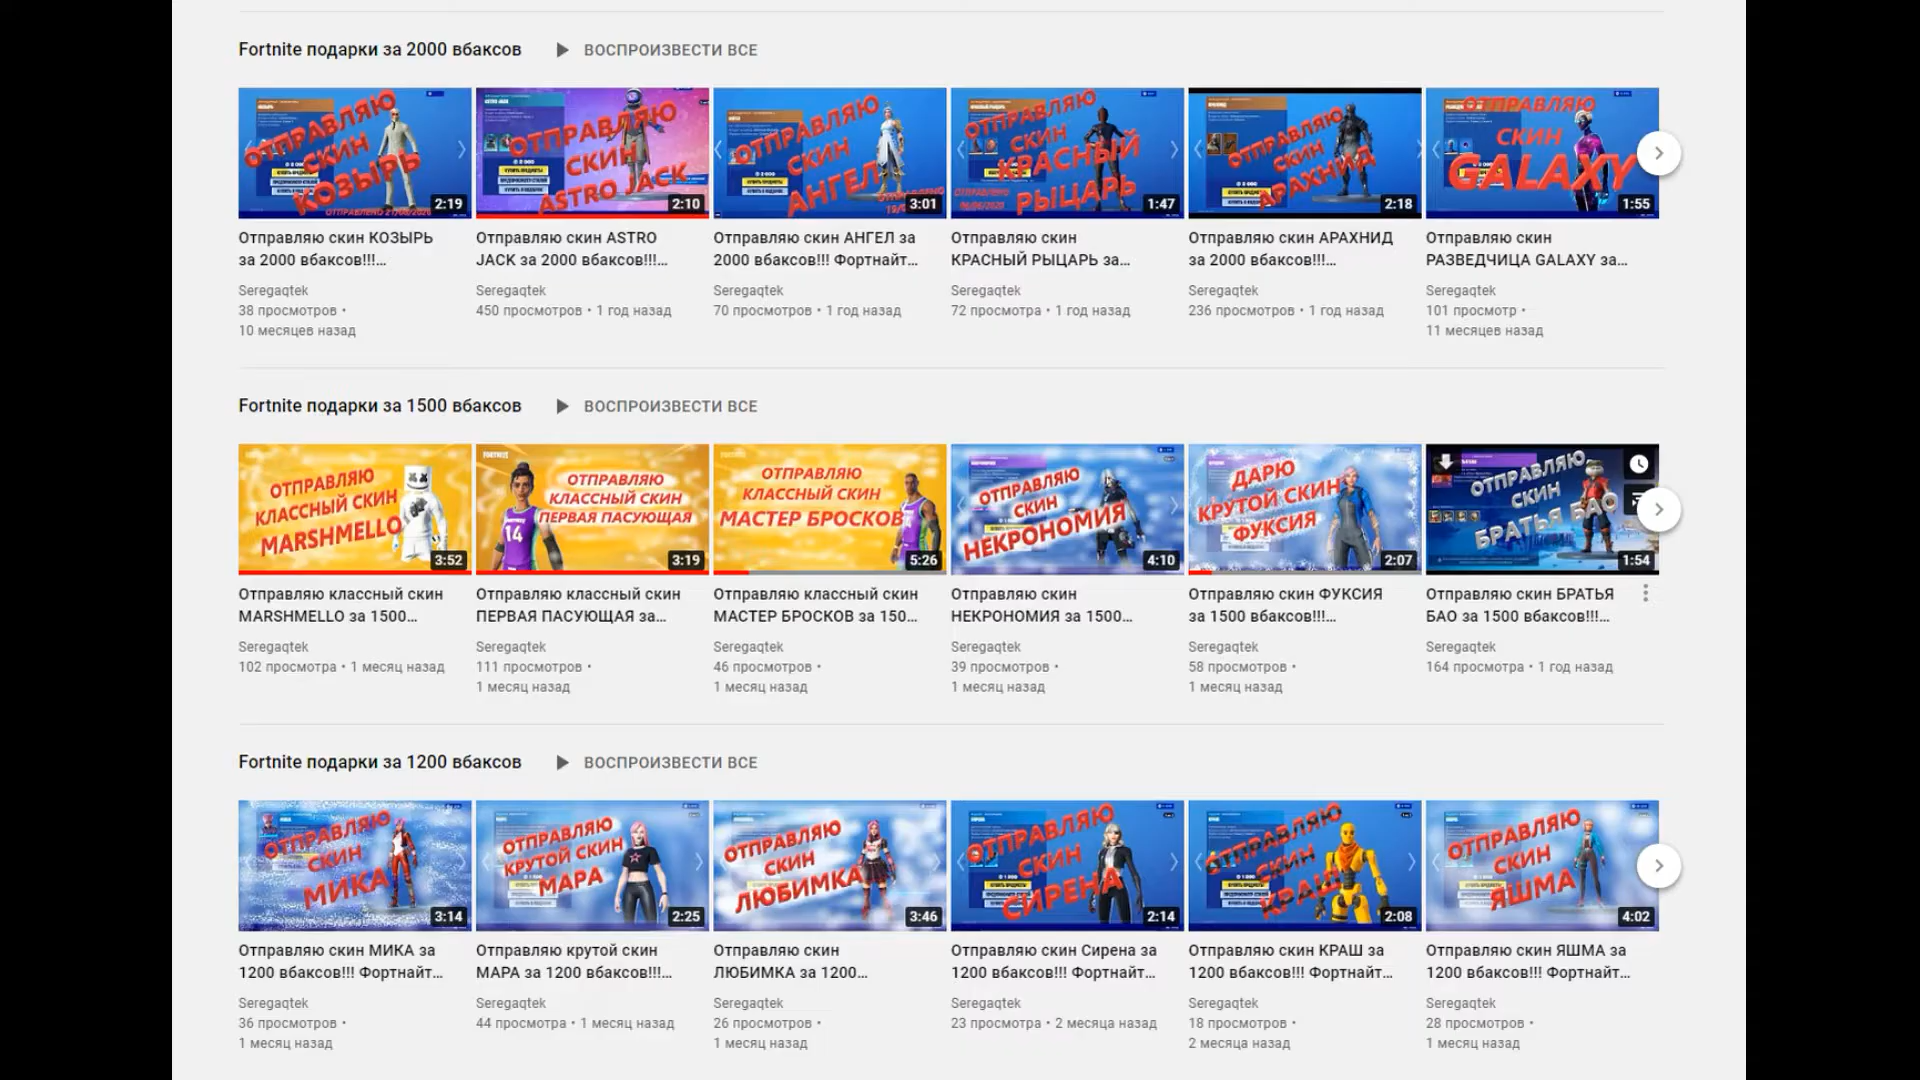 Fortnite подарки за 2000 вбаксов
ВОСПРОИЗВЕСТИ ВСЕ
ОТПРАВЛЯЮ
СКИН
КОЗЫРЬ
2:19
ОТПРАВЛЯЮ
СКИН
ASTRO JACK
2:10
ОТПРАВЛЯЮ
СКИН
АНГЕЛ
3:01
ОТПРАВЛЯЮ
СКИН
КРАСНЫЙ
РЫЦАРЬ
1:47
ОТПРАВЛЯЮ
СКИН
АРАХНИД
2:18
ОТПРАВЛЯЮ
СКИН
GALAXY
1:55
Отправляю скин КОЗЫРЬ
за 2000 вбаксов!!!...
Seregaqtek
38 просмотров •
10 месяцев назад
Отправляю скин ASTRO
JACK за 2000 вбаксов!!!...
Seregaqtek
450 просмотров • 1 год назад
Отправляю скин АНГЕЛ за
2000 вбаксов!!! Фортнайт...
Seregaqtek
70 просмотров • 1 год назад
Отправляю скин
КРАСНЫЙ РЫЦАРЬ за...
Seregaqtek
72 просмотра • 1 год назад
Отправляю скин АРАХНИД
за 2000 вбаксов!!!...
Seregaqtek
236 просмотров • 1 год назад
Отправляю скин
РАЗВЕДЧИЦА GALAXY за...
Seregaqtek
101 просмотр •
11 месяцев назад
Fortnite подарки за 1500 вбаксов
ВОСПРОИЗВЕСТИ ВСЕ
ОТПРАВЛЯЮ
КЛАССНЫЙ СКИН
MARSHMELLO
3:52
ОТПРАВЛЯЮ
КЛАССНЫЙ СКИН
ПЕРВАЯ ПАСУЮЩАЯ
14
3:19
ОТПРАВЛЯЮ
КЛАССНЫЙ СКИН
МАСТЕР БРОСКОВ
5:26
ОТПРАВЛЯЮ
СКИН
НЕКРОНОМИЯ
4:10
ДАРЮ
КРУТОЙ СКИН
ФУКСИЯ
2:07
ОТПРАВЛЯЮ
СКИН
БРАТЬЯ БАО
1:54
Отправляю классный скин
MARSHMELLO за 1500...
Seregaqtek
102 просмотра • 1 месяц назад
Отправляю классный скин
ПЕРВАЯ ПАСУЮЩАЯ за...
Seregaqtek
111 просмотров •
1 месяц назад
Отправляю классный скин
МАСТЕР БРОСКОВ за 150...
Seregaqtek
46 просмотров •
1 месяц назад
Отправляю скин
НЕКРОНОМИЯ за 1500...
Seregaqtek
39 просмотров •
1 месяц назад
Отправляю скин ФУКСИЯ
за 1500 вбаксов!!!...
Seregaqtek
58 просмотров •
1 месяц назад
Отправляю скин БРАТЬЯ
БАО за 1500 вбаксов!!!...
Seregaqtek
164 просмотра • 1 год назад
Fortnite подарки за 1200 вбаксов
ВОСПРОИЗВЕСТИ ВСЕ
ОТПРАВЛЯЮ
СКИН
МИКА
3:14
ОТПРАВЛЯЮ
КРУТОЙ СКИН
МАРА
2:25
ОТПРАВЛЯЮ
СКИН
ЛЮБИМКА
3:46
ОТПРАВЛЯЮ
СКИН
СИРЕНА
2:14
ОТПРАВЛЯЮ
СКИН
КРАШ
2:08
ОТПРАВЛЯЮ
СКИН
ЯШМА
4:02
Отправляю скин МИКА за
1200 вбаксов!!! Фортнайт...
Seregaqtek
36 просмотров •
1 месяц назад
Отправляю крутой скин
МАРА за 1200 вбаксов!!!...
Seregaqtek
44 просмотра • 1 месяц назад
Отправляю скин
ЛЮБИМКА за 1200...
Seregaqtek
26 просмотров •
1 месяц назад
Отправляю скин Сирена за
1200 вбаксов!!! Фортнайт...
Seregaqtek
23 просмотра • 2 месяца назад
Отправляю скин КРАШ за
1200 вбаксов!!! Фортнайт...
Seregaqtek
18 просмотров •
2 месяца назад
Отправляю скин ЯШМА за
1200 вбаксов!!! Фортнайт...
Seregaqtek
28 просмотров •
1 месяц назад